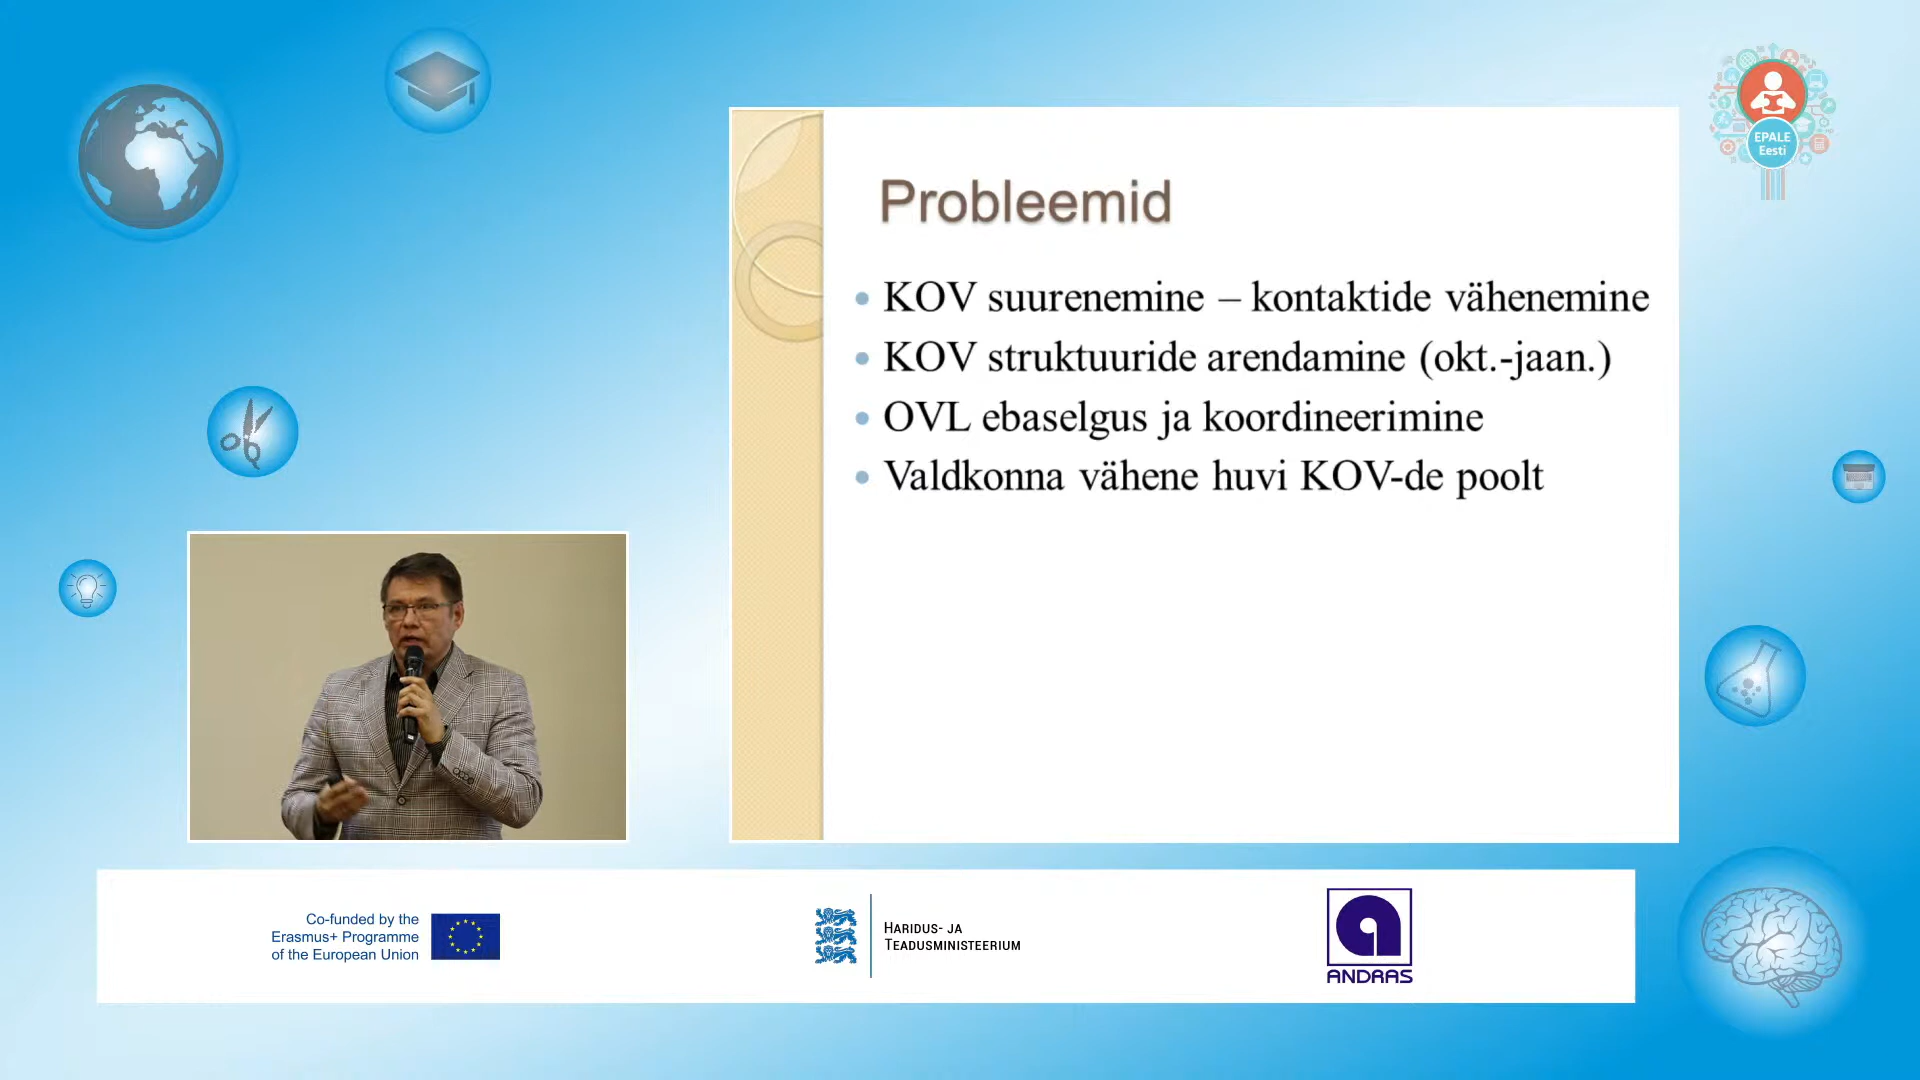 EPALE
Eesti
Probleemid
KOV suurenemine – kontaktide vähenemine
KOV struktuuride arendamine (okt.-jaan.)
OVL ebaselgus ja koordineerimine
Valdkonna vähene huvi KOV-de poolt
Co-funded by the
Erasmus+ Programme
of the European Union
HARIDUS- JA
TEADUSMINISTEERIUM
ANDRAS